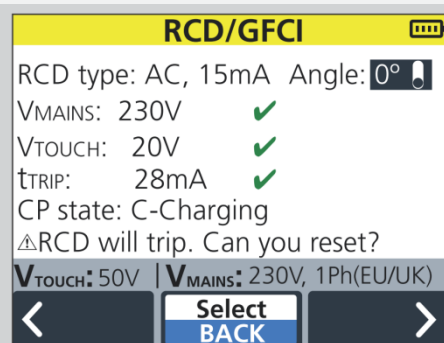 RCD/GFCI
RCD type: AC, 15mA Angle: 0°
VMAINS: 230V ✔
VTOUCH: 20V ✔
tTRIP: 28mA ✔
CP state: C-Charging
⚠RCD will trip. Can you reset?
VTOUCH: 50V | VMAINS: 230V, 1Ph(EU/UK)
< Select >
BACK